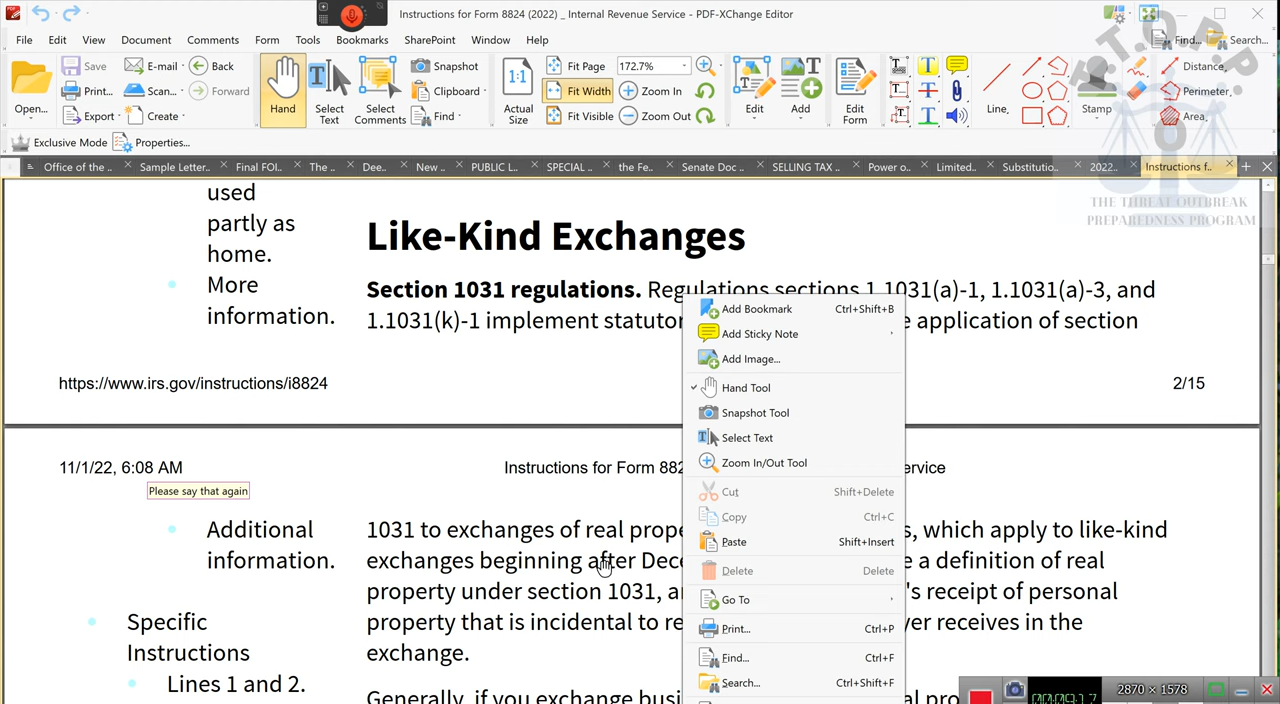 Instructions for Form 8824 (2022) _ Internal Revenue Service - PDF-XChange Editor
File Edit View Document Comments Form Tools Bookmarks SharePoint Window Help Find... Search...
Open... Save E-mail Back
Print... Scan... Forward
Export Create
Hand Select Text Select Comments Snapshot Clipboard Find
Actual Size Fit Page 172.7% Fit Width Zoom In Fit Visible Zoom Out
Edit Add Edit Form Line, Stamp Distance, Perimeter, Area,
Exclusive Mode Properties...
Office of the .. Sample Letter.. Final FOI.. The .. Dee.. New .. PUBLIC L.. SPECIAL .. the Fe.. Senate Doc .. SELLING TAX .. Power o.. Limited.. Substitutio.. 2022.. Instructions f..
T.O.P.P
THE THREAT OUTBREAK
PREPAREDNESS PROGRAM
used
partly as
home.
More
information.
Like-Kind Exchanges
Section 1031 regulations. Regulations sections 1.1031(a)-1, 1.1031(a)-3, and
1.1031(k)-1 implement statutor e application of section
https://www.irs.gov/instructions/i8824 2/15
11/1/22, 6:08 AM Instructions for Form 882 ervice
Please say that again
Additional
information.
Specific
Instructions
Lines 1 and 2.
1031 to exchanges of real prope s, which apply to like-kind
exchanges beginning after Dece e a definition of real
property under section 1031, a 's receipt of personal
property that is incidental to re yer receives in the
exchange.
Generally, if you exchange busi al pro
Add Bookmark Ctrl+Shift+B
Add Sticky Note
Add Image...
Hand Tool
Snapshot Tool
Select Text
Zoom In/Out Tool
Cut Shift+Delete
Copy Ctrl+C
Paste Shift+Insert
Delete Delete
Go To
Print... Ctrl+P
Find... Ctrl+F
Search... Ctrl+Shift+F
2870 × 1578